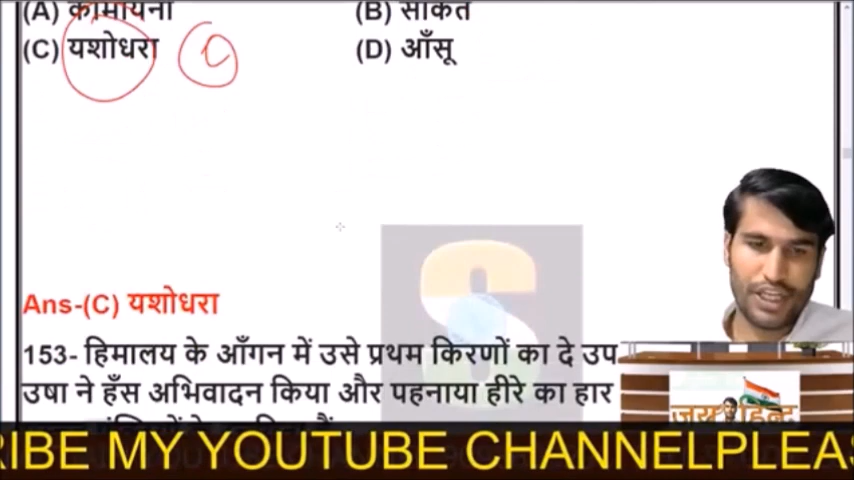 (A) कामायनी (B) साकेत
(C) यशोधरा (D) आँसू
Ans-(C) यशोधरा
153- हिमालय के आँगन में उसे प्रथम किरणों का दे उप
उषा ने हँस अभिवादन किया और पहनाया हीरे का हार
S
जय हिन्द
RIBE MY YOUTUBE CHANNELPLEAS